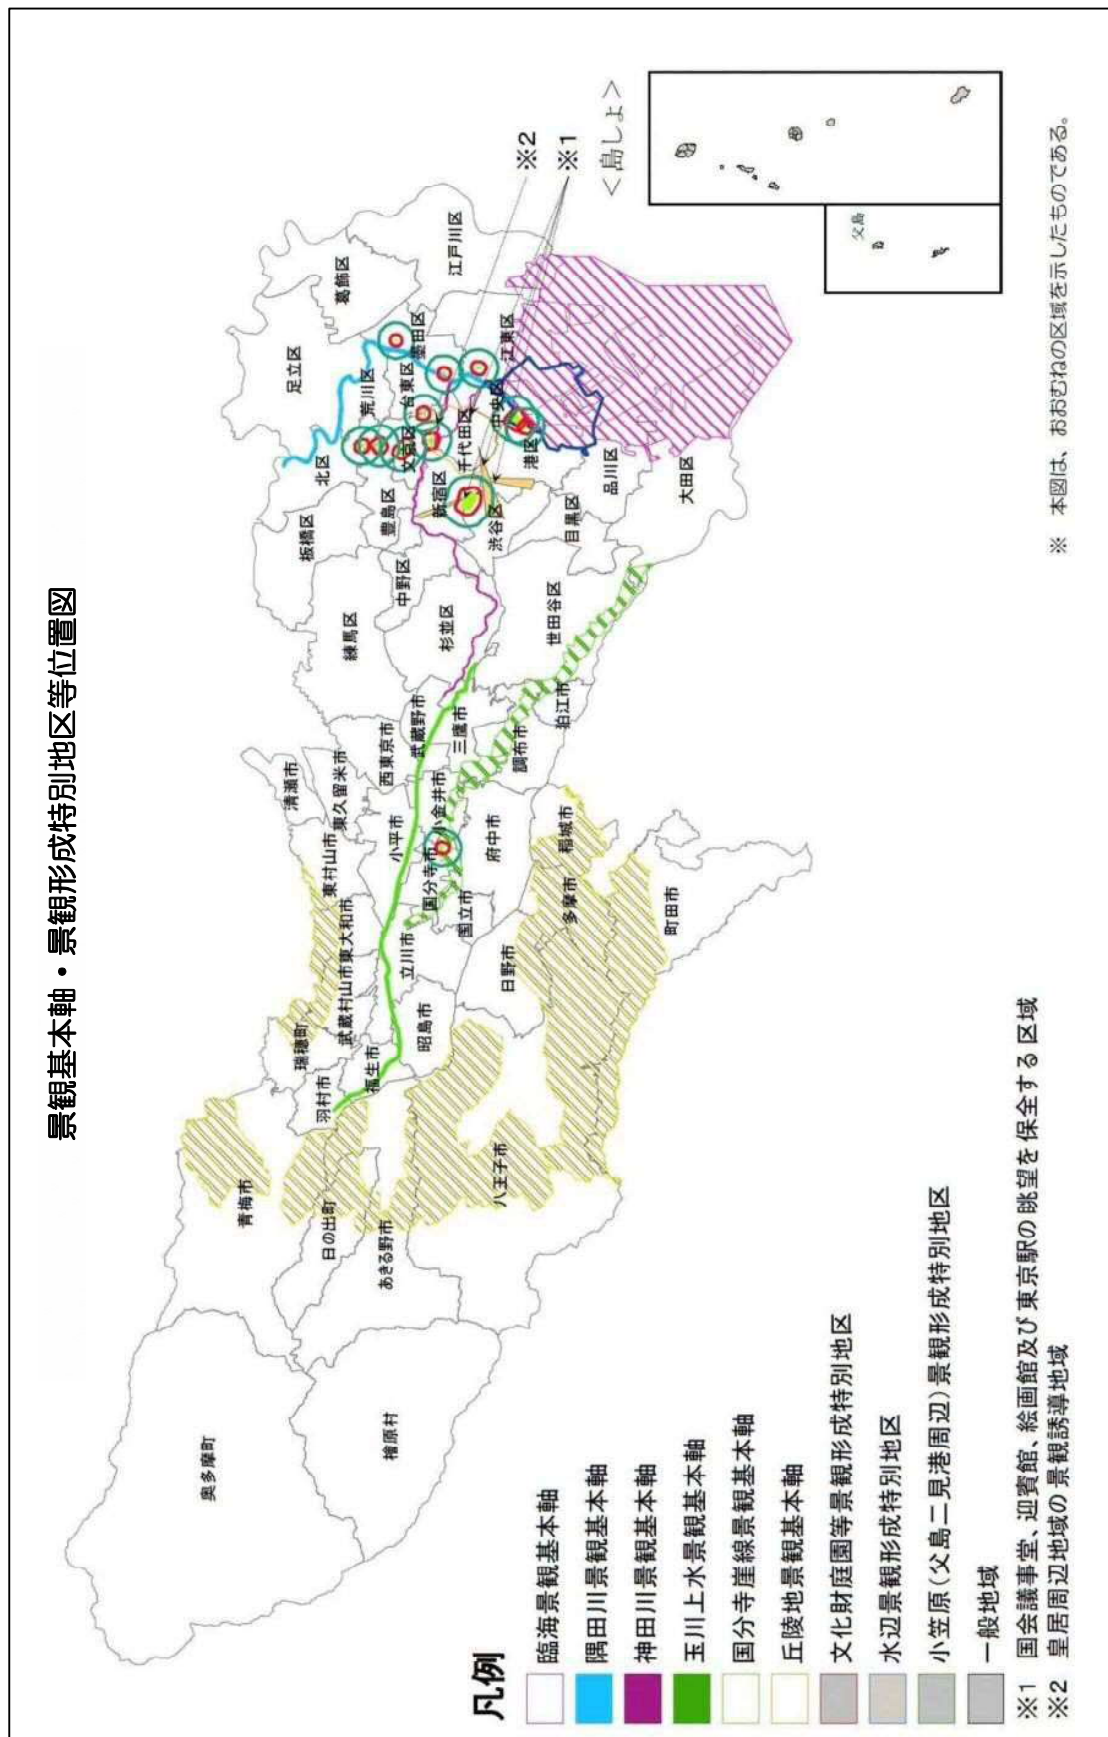 景観基本軸・景観形成特別地区等位置図
奥多摩町
檜原村
青梅市
日の出町
あきる野市
八王子市
羽村市
瑞穂町
福生市
昭島市
武蔵村山市
東大和市
立川市
日野市
東村山市
国分寺市
国立市
多摩市
町田市
清瀬市
東久留米市
小平市
小金井市
府中市
稲城市
西東京市
武蔵野市
三鷹市
調布市
狛江市
練馬区
杉並区
世田谷区
板橋区
中野区
豊島区
北区
新宿区
渋谷区
目黒区
品川区
大田区
足立区
荒川区
文京区
台東区
千代田区
中央区
港区
葛飾区
墨田区
江東区
江戸川区
※2
※1
<島しょ>
父島
凡例
臨海景観基本軸
隅田川景観基本軸
神田川景観基本軸
玉川上水景観基本軸
国分寺崖線景観基本軸
丘陵地景観基本軸
文化財庭園等景観形成特別地区
水辺景観形成特別地区
小笠原(父島二見港周辺)景観形成特別地区
一般地域
※1 国会議事堂、迎賓館、絵画館及び東京駅の眺望を保全する区域
※2 皇居周辺地域の景観誘導地域
※ 本図は、おおむねの区域を示したものである。